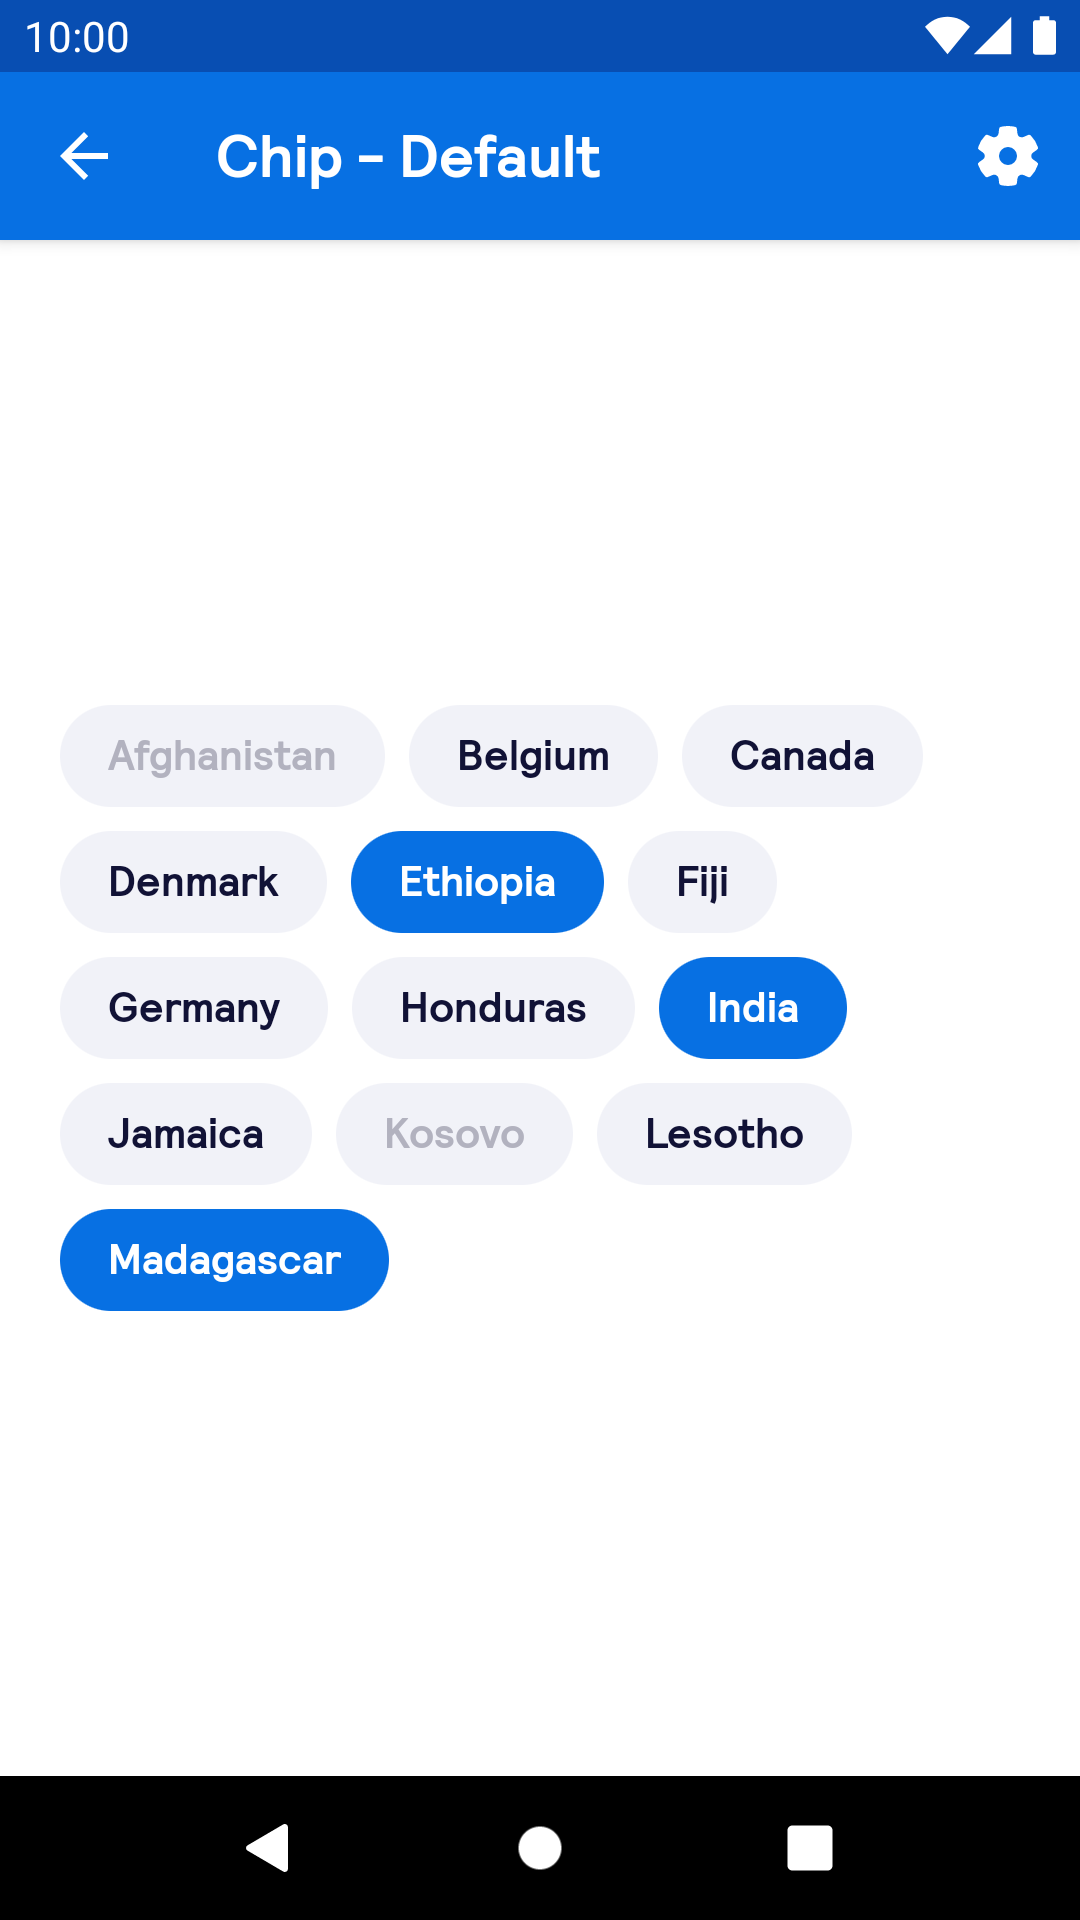 10:00
Chip - Default
Afghanistan Belgium Canada
Denmark Ethiopia Fiji
Germany Honduras India
Jamaica Kosovo Lesotho
Madagascar